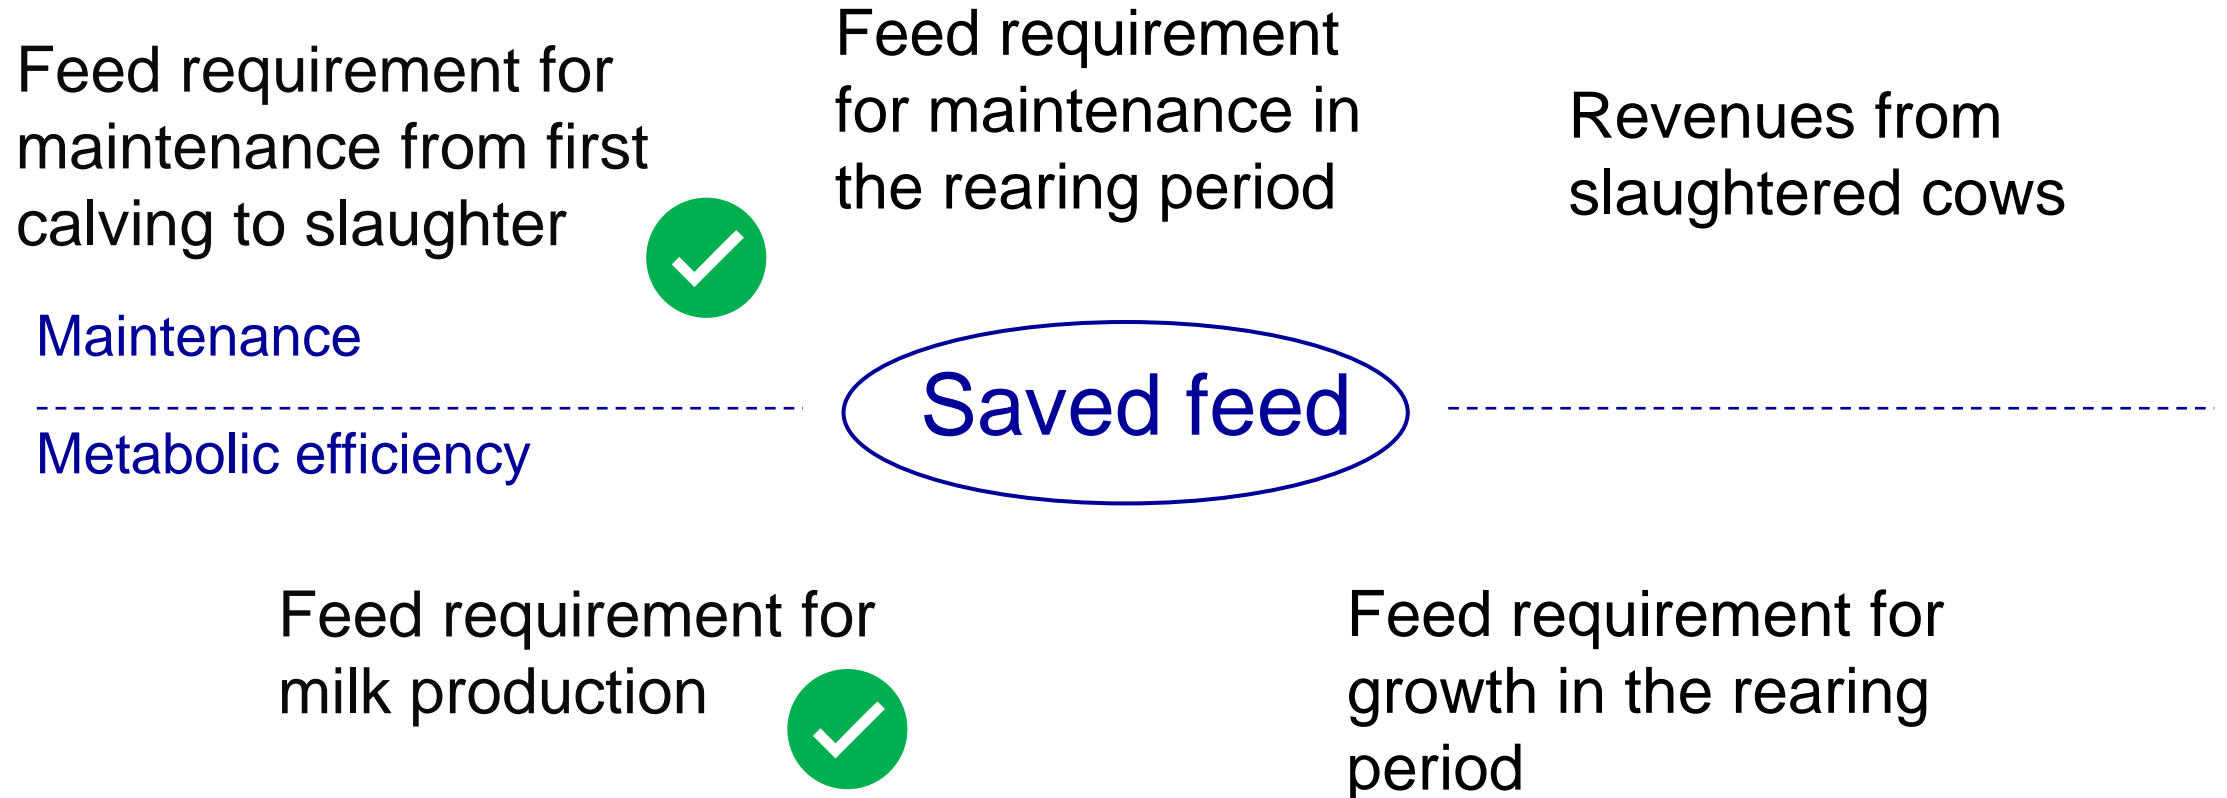 Feed requirement for
maintenance from first
calving to slaughter
Feed requirement
for maintenance in
the rearing period
Revenues from
slaughtered cows
Maintenance
Saved feed
Metabolic efficiency
Feed requirement for
milk production
Feed requirement for
growth in the rearing
period